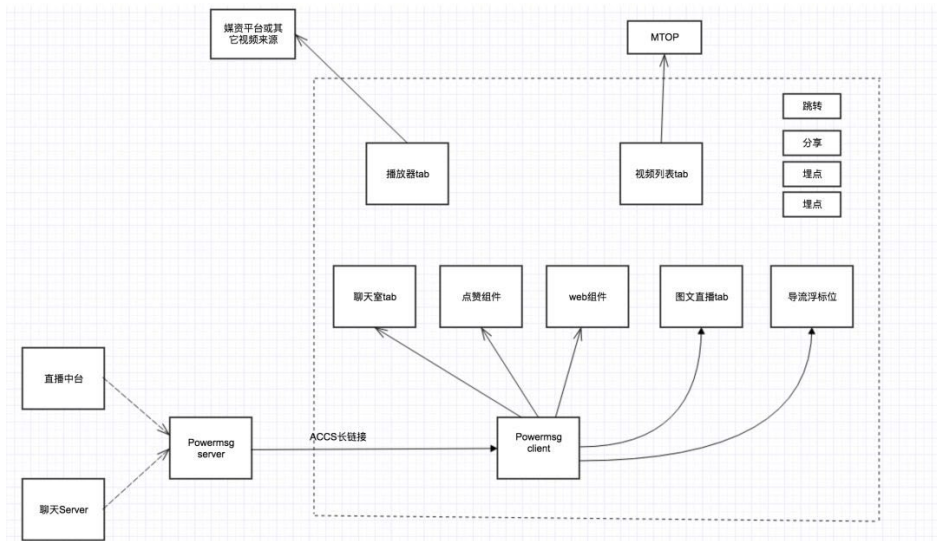 媒资平台或其
它视频来源
MTOP
跳转
分享
埋点
埋点
播放器tab
视频列表tab
聊天室tab
点赞组件
web组件
图文直播tab
导流浮标位
直播中台
Powermsg
server
ACCS长链接
Powermsg
client
聊天Server